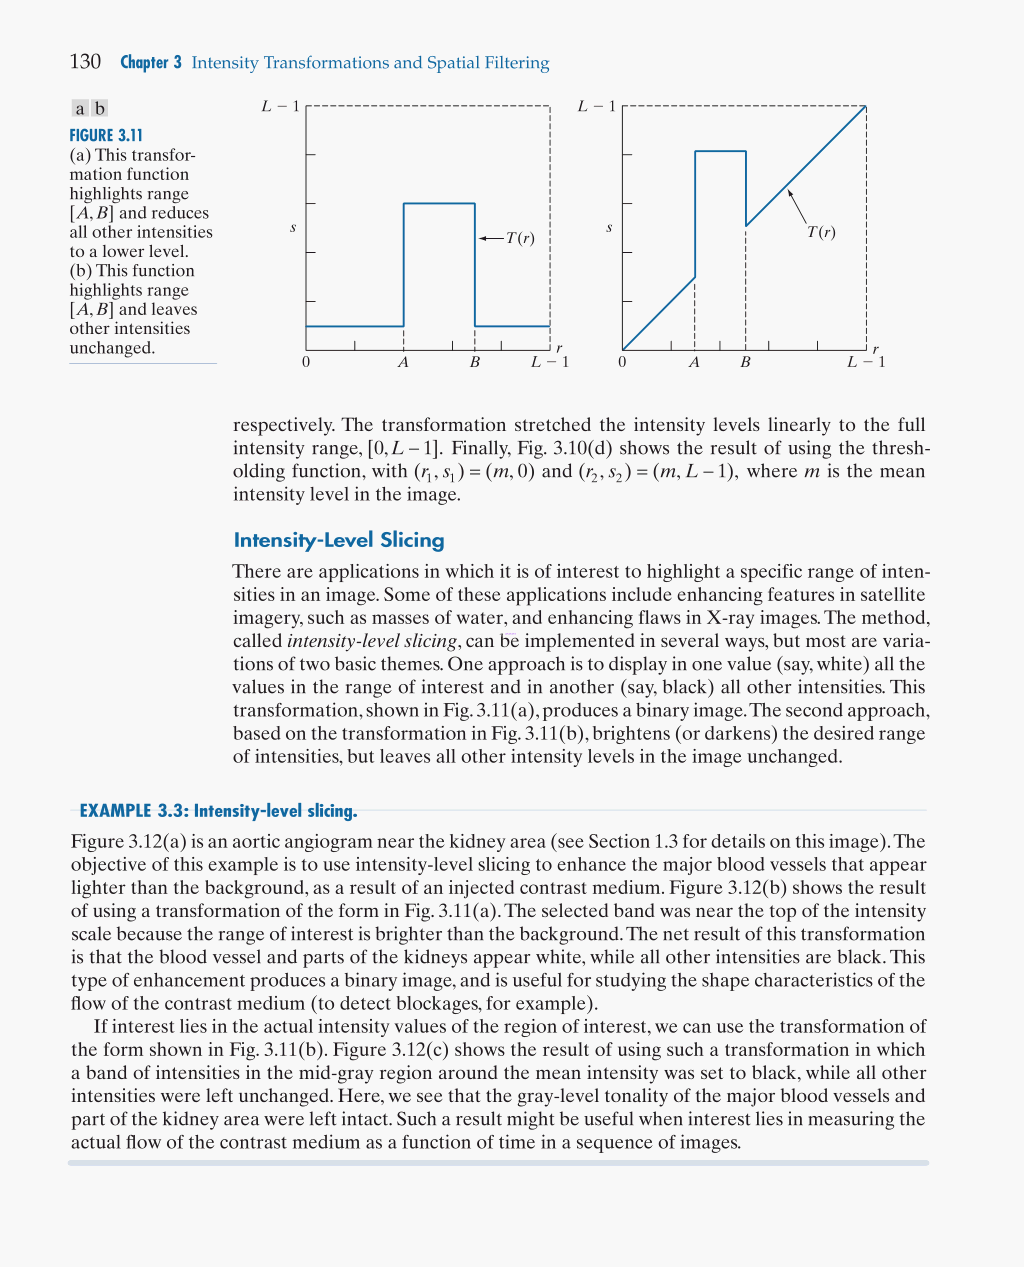 130 Chapter 3 Intensity Transformations and Spatial Filtering
a b
FIGURE 3.11
(a) This transfor-
mation function
highlights range
[A, B] and reduces
all other intensities
to a lower level.
(b) This function
highlights range
[A, B] and leaves
other intensities
unchanged.
L − 1
s
T(r)
r
0 A B L − 1
L − 1
s
T(r)
r
0 A B L − 1
respectively. The transformation stretched the intensity levels linearly to the full
intensity range, [0, L − 1]. Finally, Fig. 3.10(d) shows the result of using the thresh-
olding function, with (r₁, s₁) = (m, 0) and (r₂, s₂) = (m, L − 1), where m is the mean
intensity level in the image.
Intensity-Level Slicing
There are applications in which it is of interest to highlight a specific range of inten-
sities in an image. Some of these applications include enhancing features in satellite
imagery, such as masses of water, and enhancing flaws in X-ray images. The method,
called intensity-level slicing, can be implemented in several ways, but most are varia-
tions of two basic themes. One approach is to display in one value (say, white) all the
values in the range of interest and in another (say, black) all other intensities. This
transformation, shown in Fig. 3.11(a), produces a binary image. The second approach,
based on the transformation in Fig. 3.11(b), brightens (or darkens) the desired range
of intensities, but leaves all other intensity levels in the image unchanged.
EXAMPLE 3.3: Intensity-level slicing.
Figure 3.12(a) is an aortic angiogram near the kidney area (see Section 1.3 for details on this image). The
objective of this example is to use intensity-level slicing to enhance the major blood vessels that appear
lighter than the background, as a result of an injected contrast medium. Figure 3.12(b) shows the result
of using a transformation of the form in Fig. 3.11(a). The selected band was near the top of the intensity
scale because the range of interest is brighter than the background. The net result of this transformation
is that the blood vessel and parts of the kidneys appear white, while all other intensities are black. This
type of enhancement produces a binary image, and is useful for studying the shape characteristics of the
flow of the contrast medium (to detect blockages, for example).
If interest lies in the actual intensity values of the region of interest, we can use the transformation of
the form shown in Fig. 3.11(b). Figure 3.12(c) shows the result of using such a transformation in which
a band of intensities in the mid-gray region around the mean intensity was set to black, while all other
intensities were left unchanged. Here, we see that the gray-level tonality of the major blood vessels and
part of the kidney area were left intact. Such a result might be useful when interest lies in measuring the
actual flow of the contrast medium as a function of time in a sequence of images.